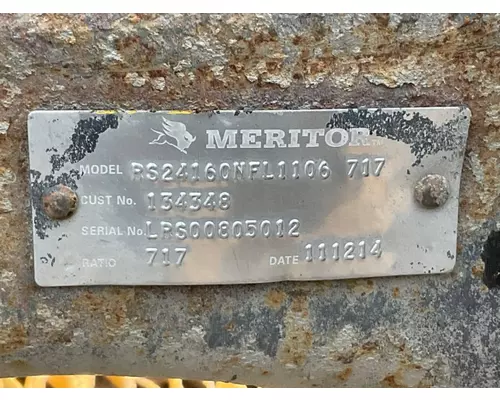 MERITOR
MODEL RS24160NFL1106 717
CUST No. 134348
SERIAL No. LRS00805012
RATIO 717 DATE 111214